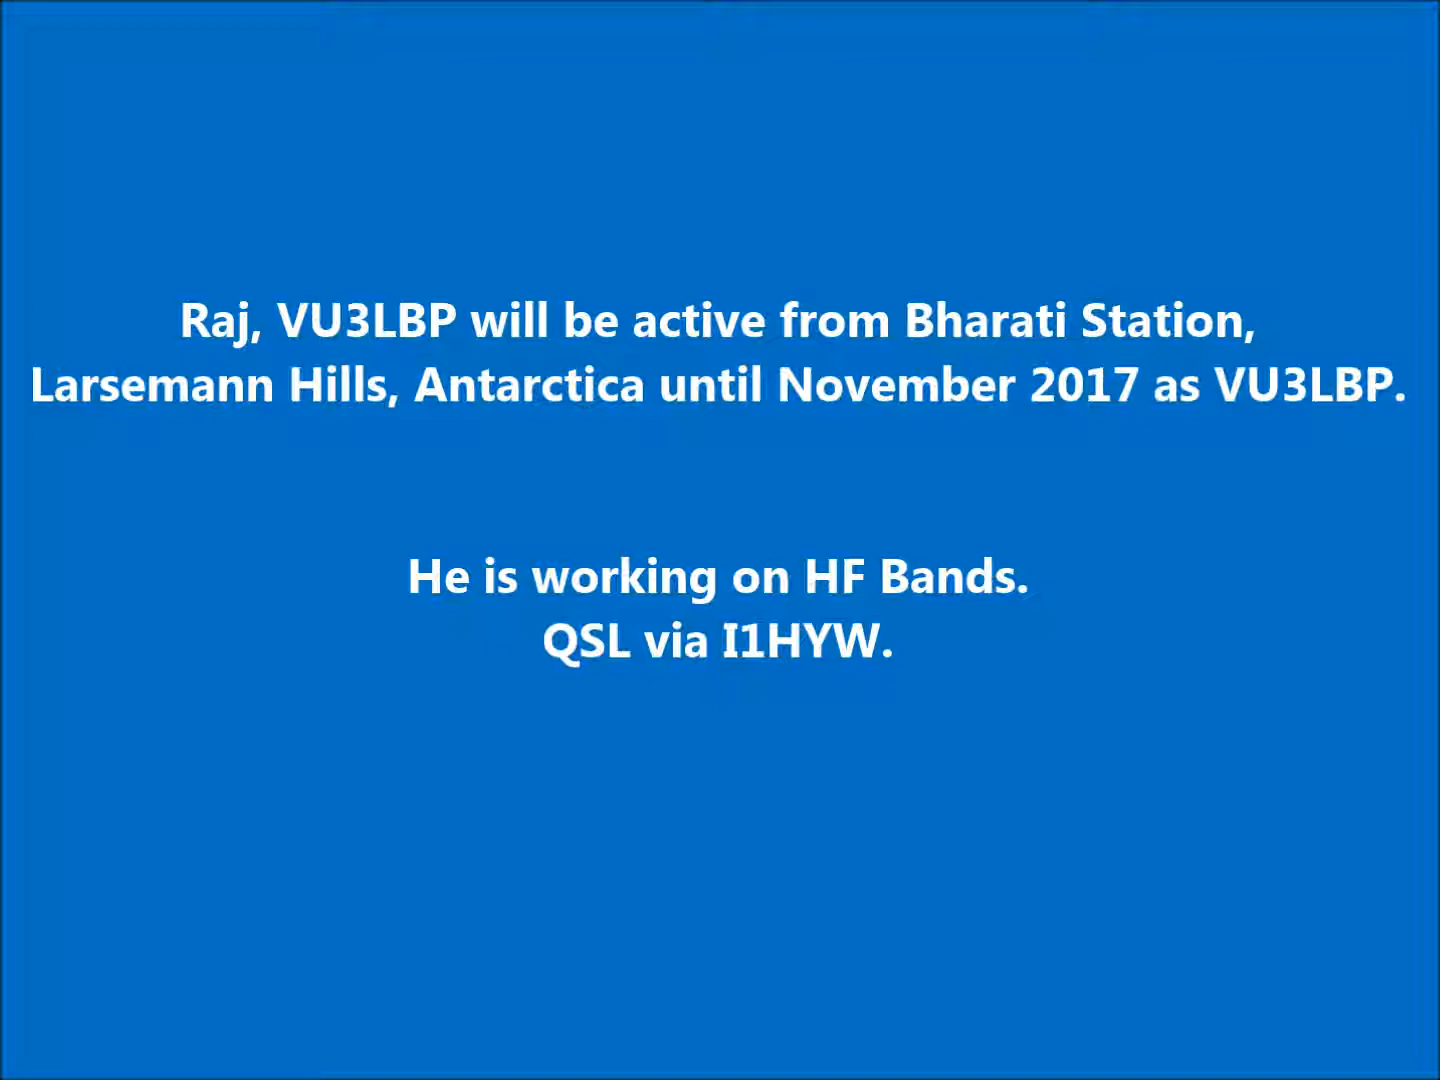 Raj, VU3LBP will be active from Bharati Station,
Larsemann Hills, Antarctica until November 2017 as VU3LBP.
He is working on HF Bands.
QSL via I1HYW.